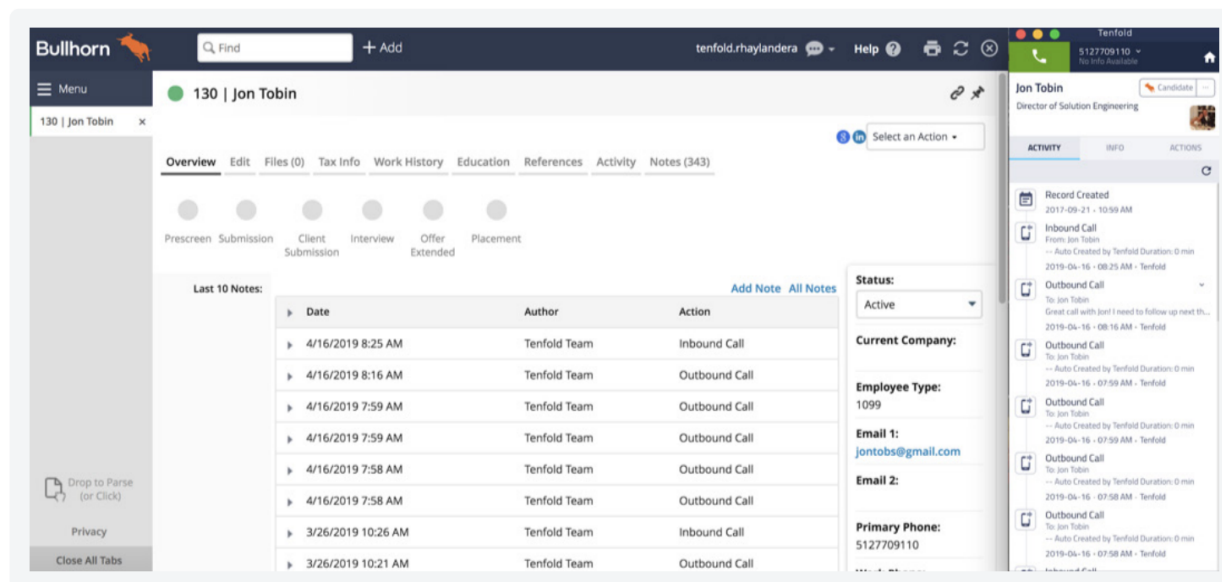 Bullhorn
Find
+ Add
tenfold.rhaylandera
Help
Menu
130 | Jon Tobin
130 | Jon Tobin ×
Select an Action
Overview Edit Files (0) Tax Info Work History Education References Activity Notes (343)
Prescreen Submission Client Submission Interview Offer Extended Placement
Last 10 Notes:
Add Note All Notes
Date Author Action
4/16/2019 8:25 AM Tenfold Team Inbound Call
4/16/2019 8:16 AM Tenfold Team Outbound Call
4/16/2019 7:59 AM Tenfold Team Outbound Call
4/16/2019 7:59 AM Tenfold Team Outbound Call
4/16/2019 7:58 AM Tenfold Team Outbound Call
4/16/2019 7:58 AM Tenfold Team Outbound Call
3/26/2019 10:26 AM Tenfold Team Inbound Call
3/26/2019 10:21 AM Tenfold Team Outbound Call
Drop to Parse
(or Click)
Privacy
Close All Tabs
Status:
Active
Current Company:
Employee Type:
1099
Email 1:
jontobs@gmail.com
Email 2:
Primary Phone:
5127709110
Tenfold
5127709110
No Info Available
Jon Tobin
Candidate
Director of Solution Engineering
ACTIVITY INFO ACTIONS
Record Created
2017-09-21 - 10:59 AM
Inbound Call
From: Jon Tobin
-- Auto Created by Tenfold Duration: 0 min
2019-04-16 - 08:25 AM - Tenfold
Outbound Call
To: Jon Tobin
Great call with Jon! I need to follow up next th...
2019-04-16 - 08:16 AM - Tenfold
Outbound Call
To: Jon Tobin
-- Auto Created by Tenfold Duration: 0 min
2019-04-16 - 07:59 AM - Tenfold
Outbound Call
To: Jon Tobin
-- Auto Created by Tenfold Duration: 0 min
2019-04-16 - 07:59 AM - Tenfold
Outbound Call
To: Jon Tobin
-- Auto Created by Tenfold Duration: 0 min
2019-04-16 - 07:58 AM - Tenfold
Outbound Call
To: Jon Tobin
-- Auto Created by Tenfold Duration: 0 min
2019-04-16 - 07:58 AM - Tenfold